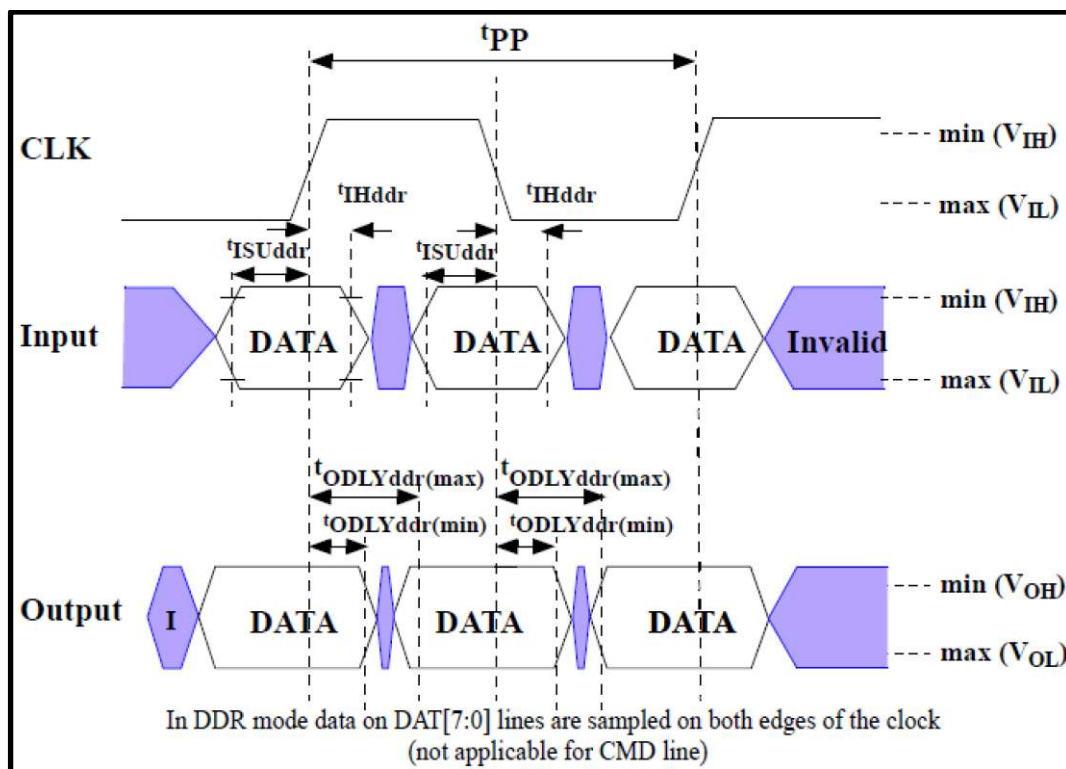 tPP
CLK
min (VIH)
max (VIL)
tIHddr
tIHddr
tISUddr
tISUddr
Input
DATA
DATA
DATA
Invalid
min (VIH)
max (VIL)
tODLYddr(max)
tODLYddr(max)
tODLYddr(min)
tODLYddr(min)
Output
I
DATA
DATA
DATA
min (VOH)
max (VOL)
In DDR mode data on DAT[7:0] lines are sampled on both edges of the clock
(not applicable for CMD line)